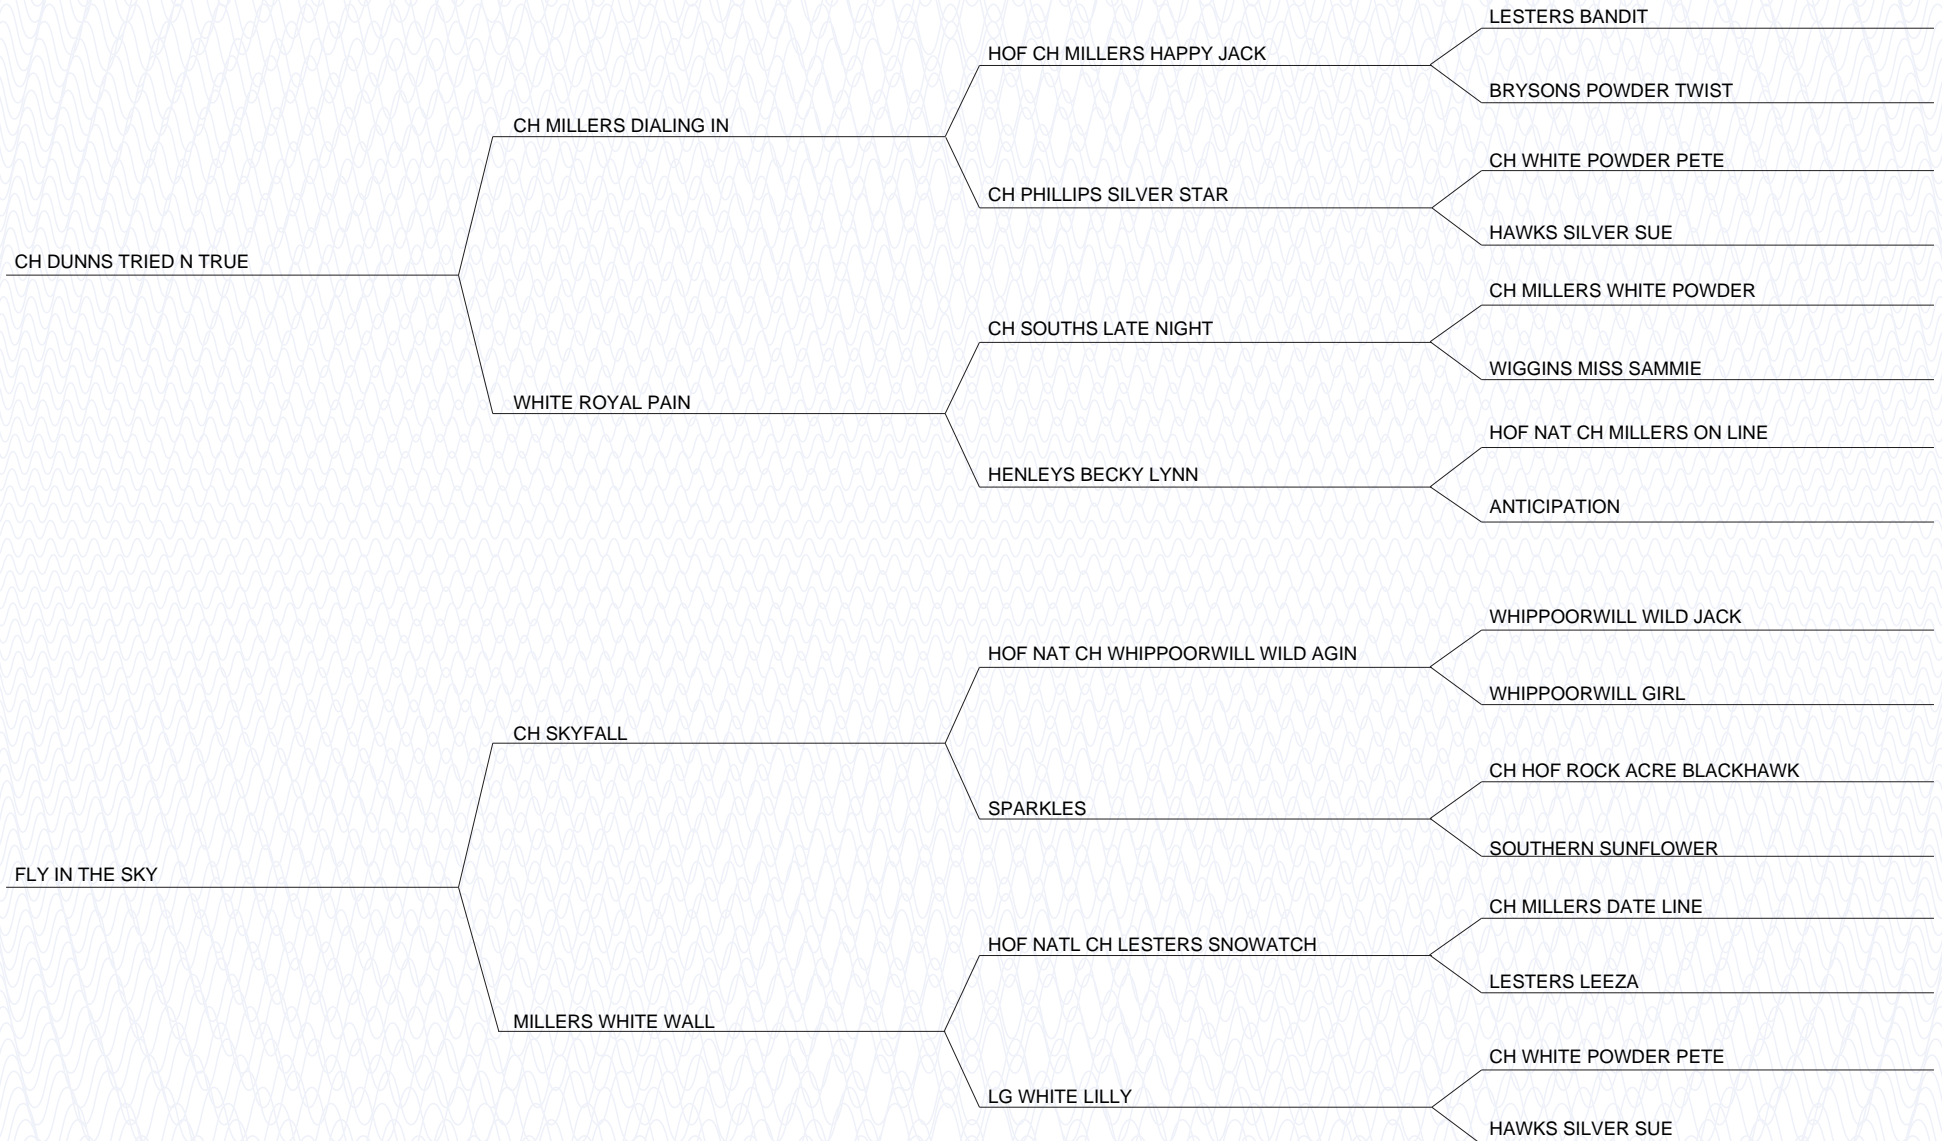 LESTERS BANDIT
HOF CH MILLERS HAPPY JACK
BRYSONS POWDER TWIST
CH MILLERS DIALING IN
CH WHITE POWDER PETE
CH PHILLIPS SILVER STAR
HAWKS SILVER SUE
CH DUNNS TRIED N TRUE
CH MILLERS WHITE POWDER
CH SOUTHS LATE NIGHT
WIGGINS MISS SAMMIE
WHITE ROYAL PAIN
HOF NAT CH MILLERS ON LINE
HENLEYS BECKY LYNN
ANTICIPATION
WHIPPOORWILL WILD JACK
HOF NAT CH WHIPPOORWILL WILD AGIN
WHIPPOORWILL GIRL
CH SKYFALL
CH HOF ROCK ACRE BLACKHAWK
SPARKLES
SOUTHERN SUNFLOWER
FLY IN THE SKY
CH MILLERS DATE LINE
HOF NATL CH LESTERS SNOWATCH
LESTERS LEEZA
MILLERS WHITE WALL
CH WHITE POWDER PETE
LG WHITE LILLY
HAWKS SILVER SUE